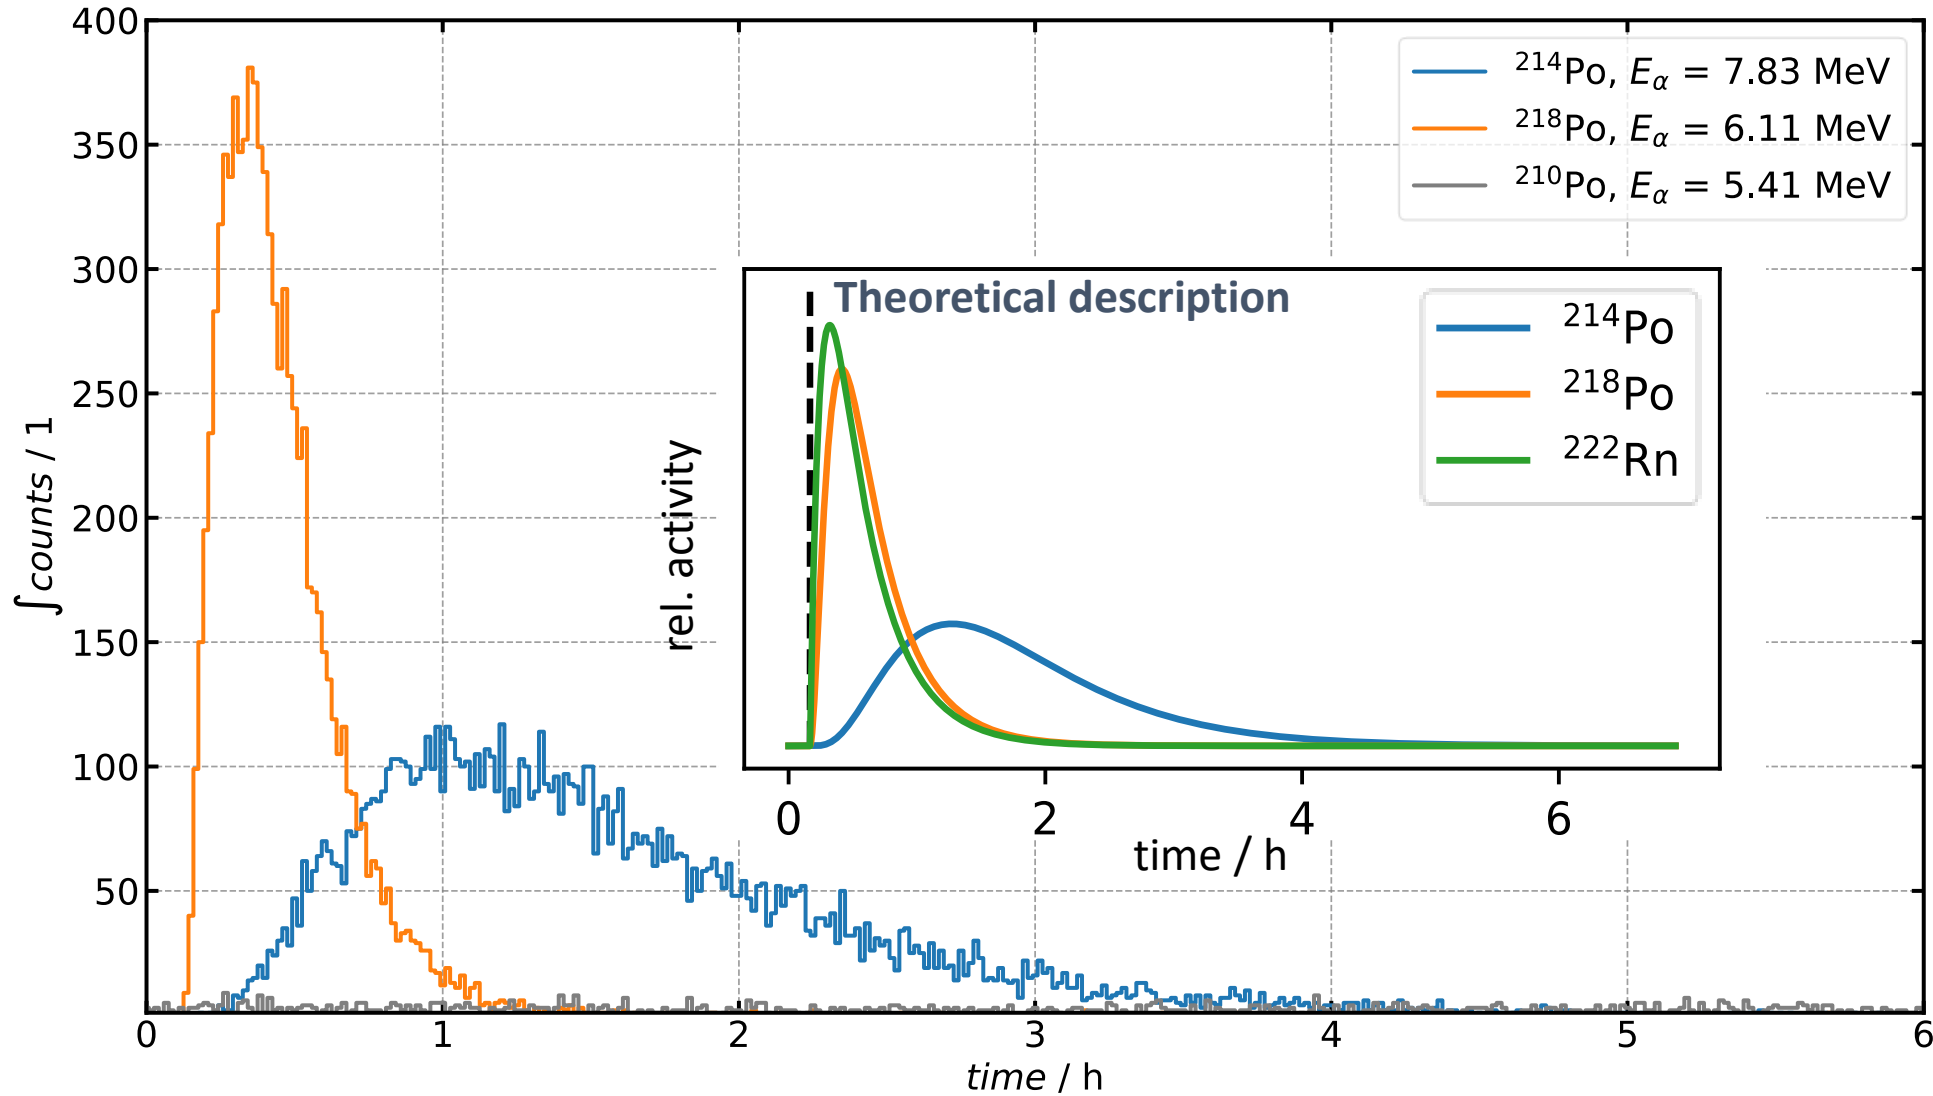 400
350
300
250
200
150
100
50
∫counts / 1
²¹⁴Po, Eα = 7.83 MeV
²¹⁸Po, Eα = 6.11 MeV
²¹⁰Po, Eα = 5.41 MeV
Theoretical description
²¹⁴Po
²¹⁸Po
²²²Rn
rel. activity
0 2 4 6
time / h
0 1 2 3 4 5 6
time / h